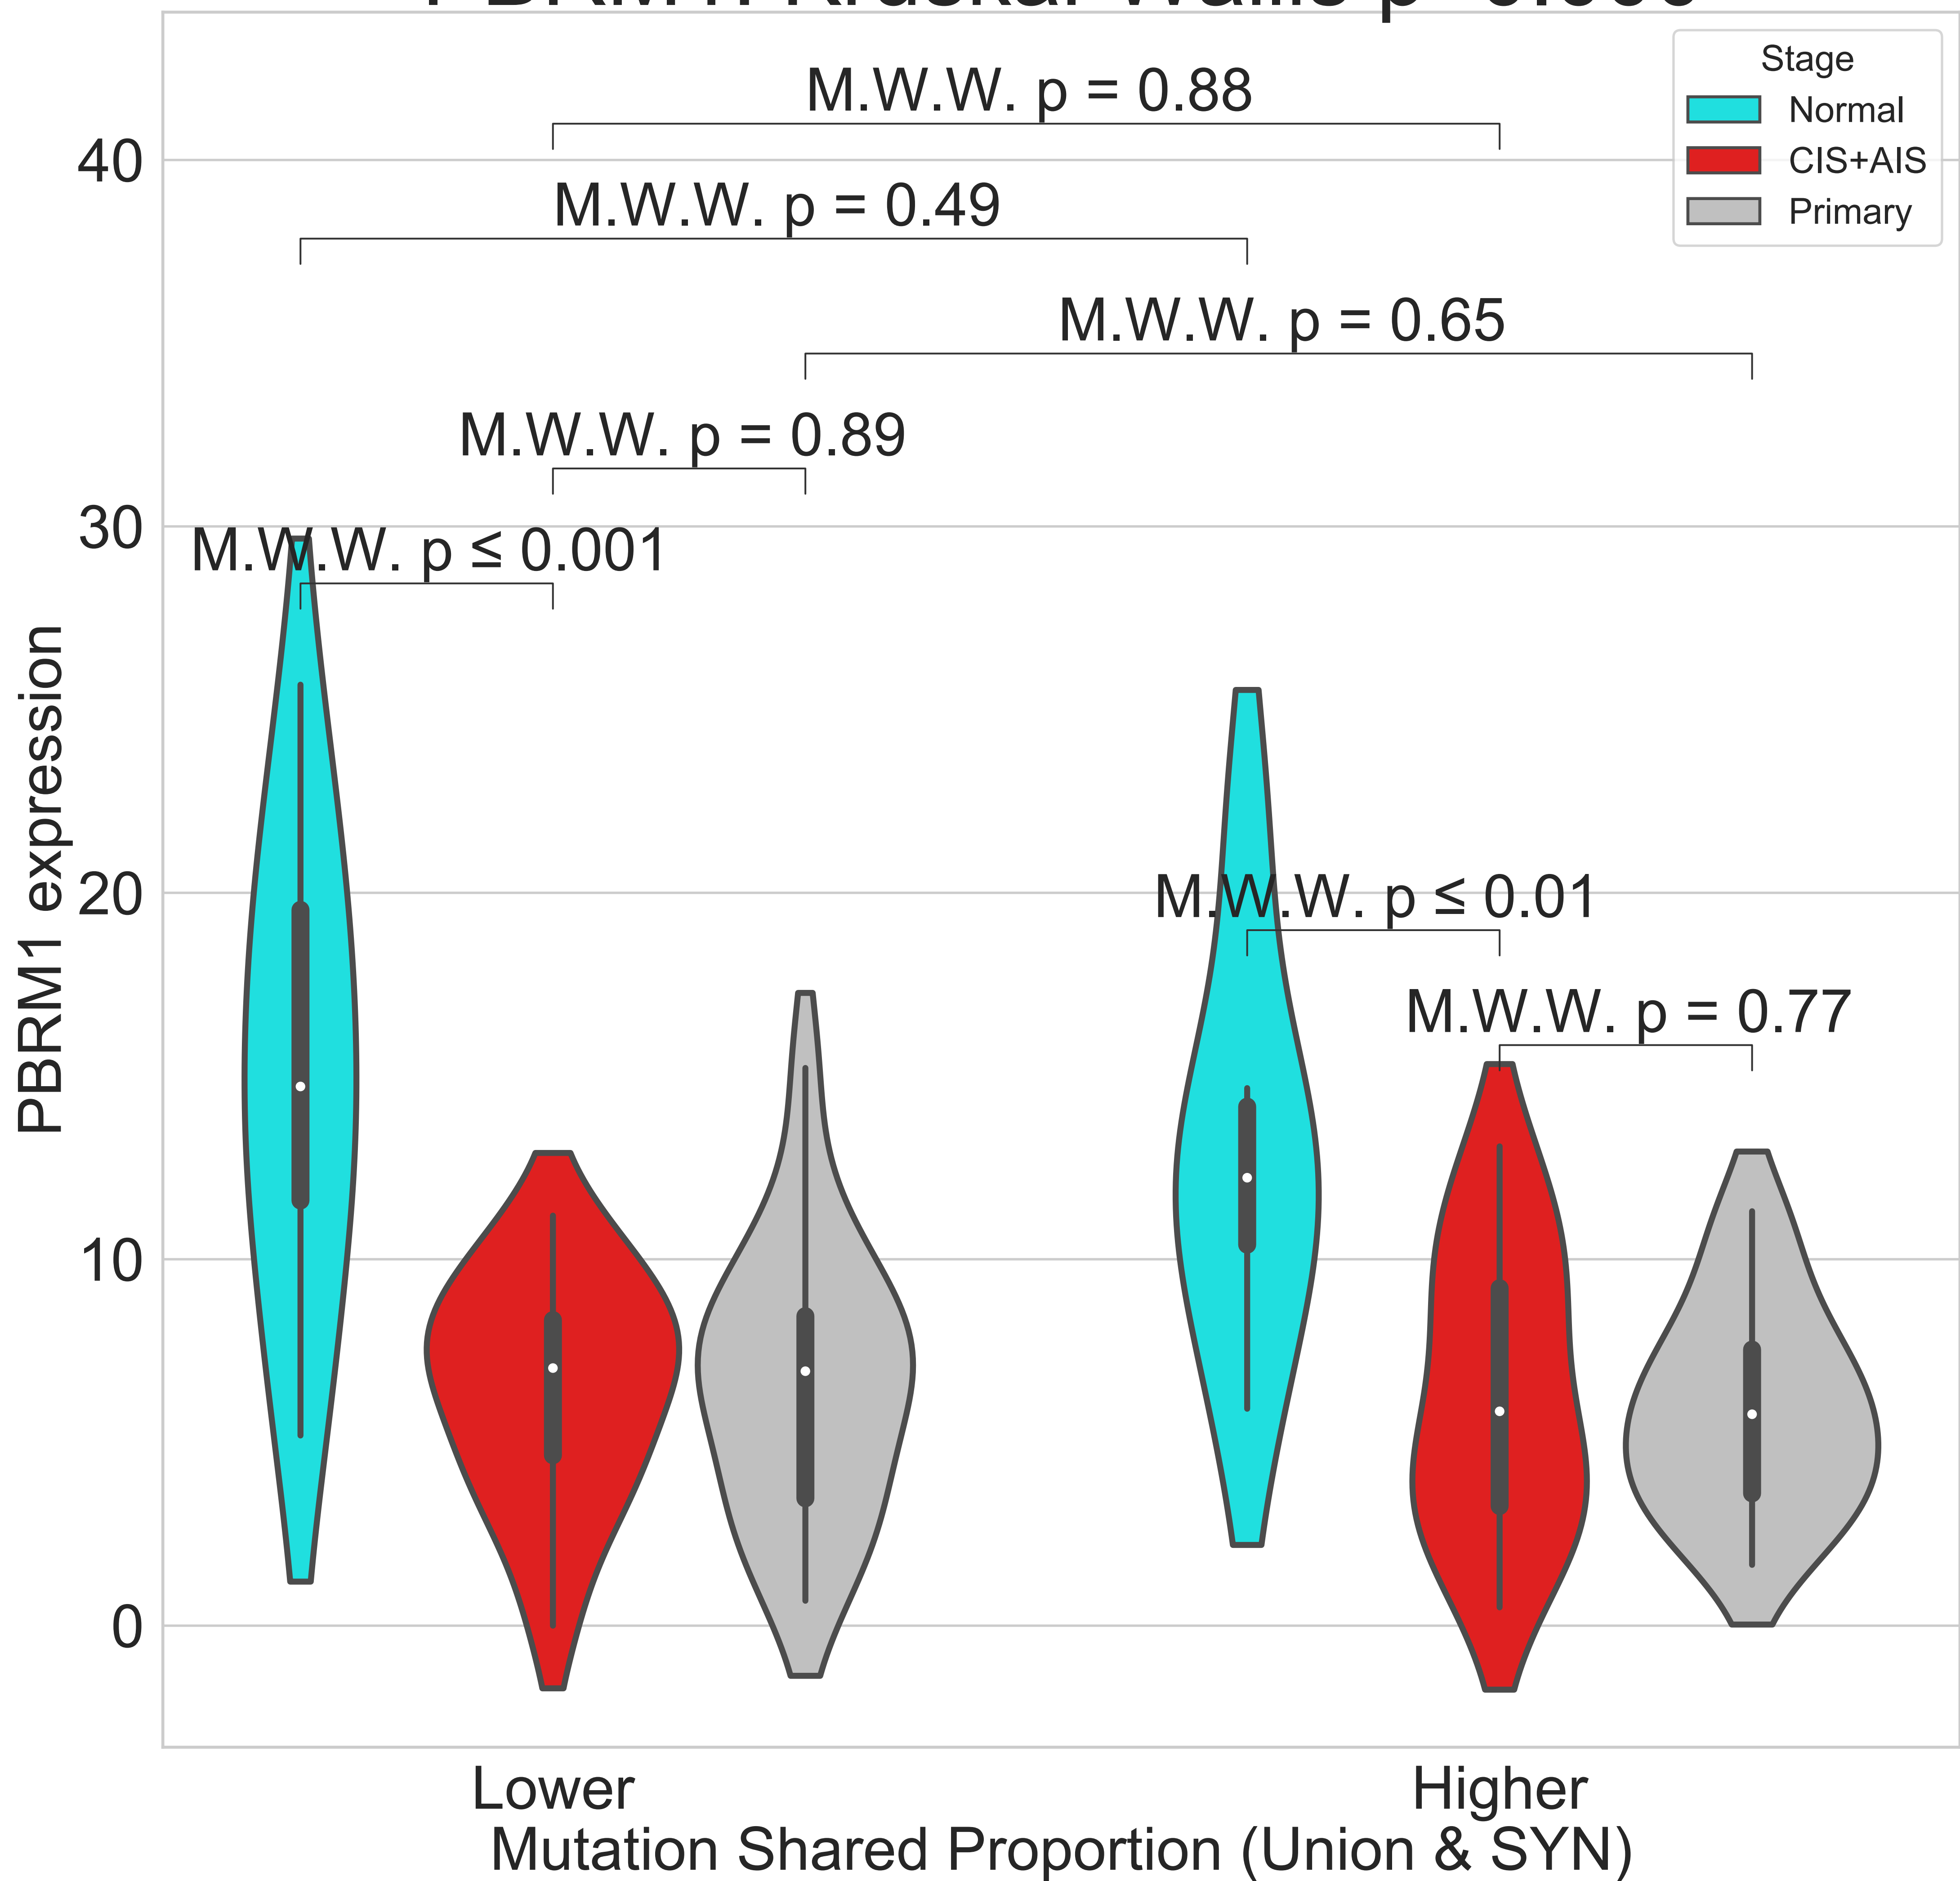 Stage
Normal
CIS+AIS
Primary
M.W.W. p = 0.88
M.W.W. p = 0.49
M.W.W. p = 0.65
M.W.W. p = 0.89
M.W.W. p ≤ 0.001
M.W.W. p ≤ 0.01
M.W.W. p = 0.77
40
30
20
10
0
PBRM1 expression
Lower
Higher
Mutation Shared Proportion (Union & SYN)